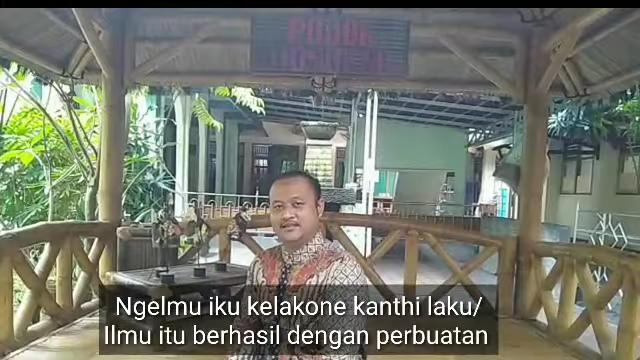 Ngelmu iku kelakone kanthi laku/
Ilmu itu berhasil dengan perbuatan